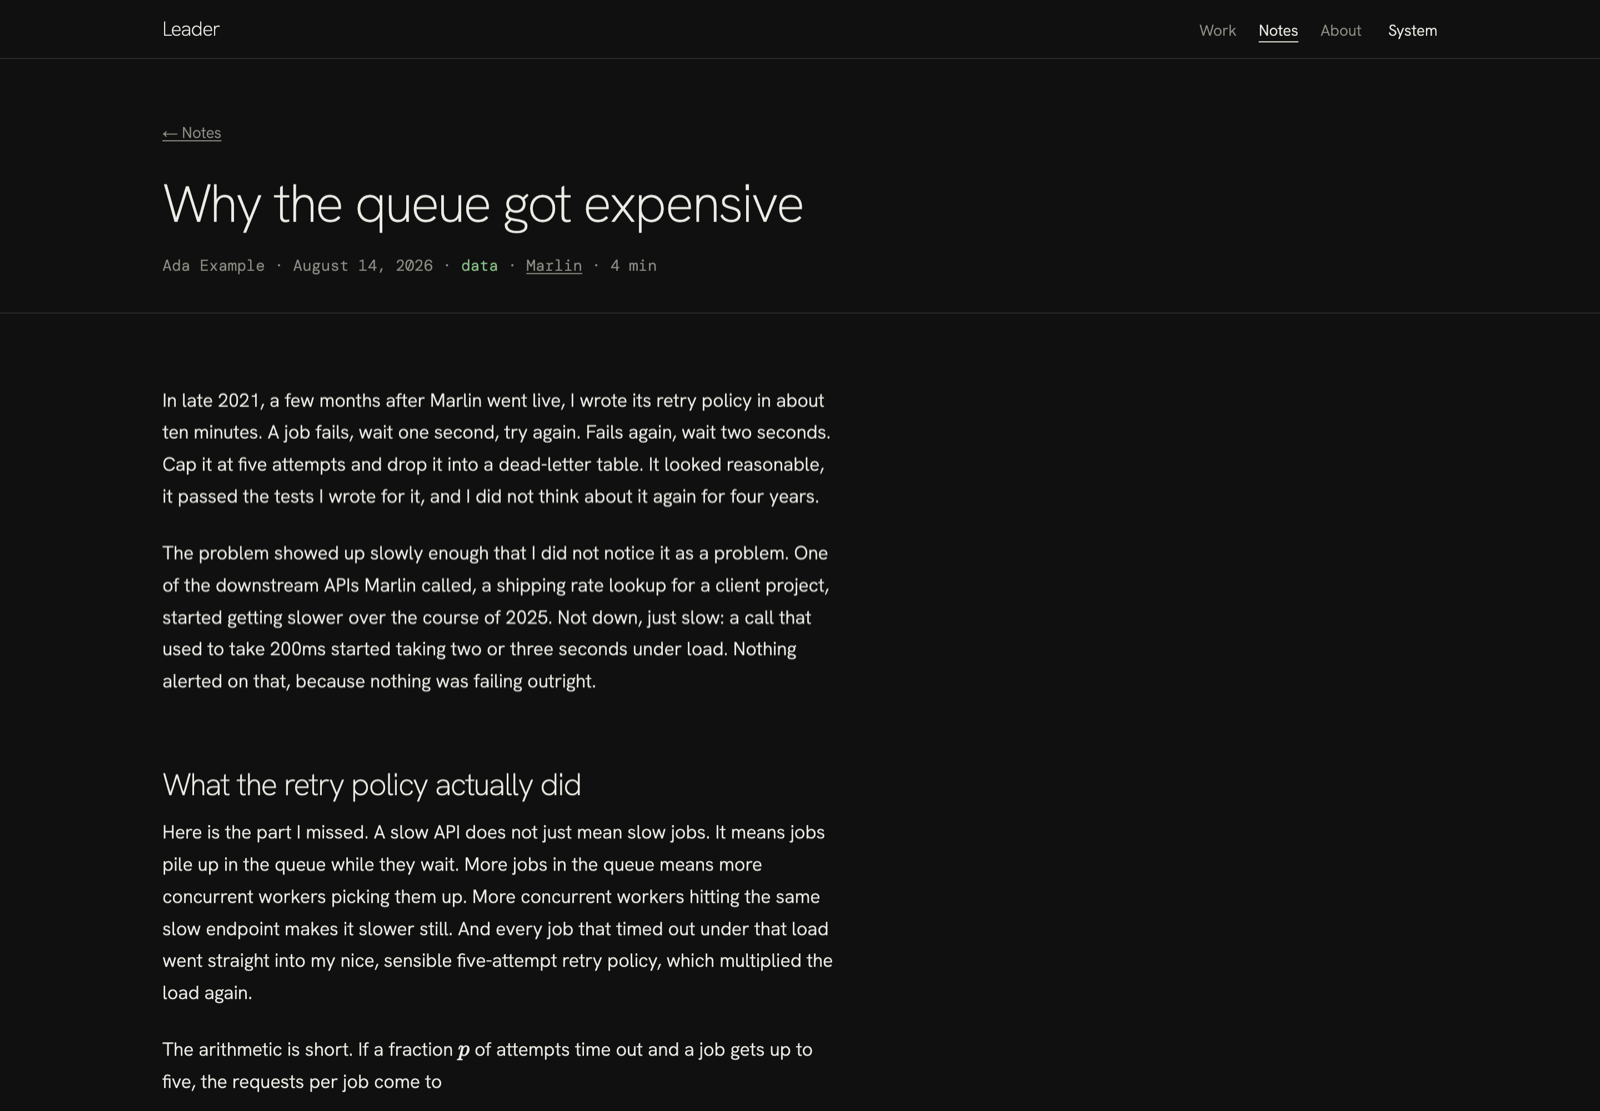 Leader
Work Notes About System
← Notes
Why the queue got expensive
Ada Example · August 14, 2026 · data · Marlin · 4 min
In late 2021, a few months after Marlin went live, I wrote its retry policy in about
ten minutes. A job fails, wait one second, try again. Fails again, wait two seconds.
Cap it at five attempts and drop it into a dead-letter table. It looked reasonable,
it passed the tests I wrote for it, and I did not think about it again for four years.
The problem showed up slowly enough that I did not notice it as a problem. One
of the downstream APIs Marlin called, a shipping rate lookup for a client project,
started getting slower over the course of 2025. Not down, just slow: a call that
used to take 200ms started taking two or three seconds under load. Nothing
alerted on that, because nothing was failing outright.
What the retry policy actually did
Here is the part I missed. A slow API does not just mean slow jobs. It means jobs
pile up in the queue while they wait. More jobs in the queue means more
concurrent workers picking them up. More concurrent workers hitting the same
slow endpoint makes it slower still. And every job that timed out under that load
went straight into my nice, sensible five-attempt retry policy, which multiplied the
load again.
The arithmetic is short. If a fraction p of attempts time out and a job gets up to
five, the requests per job come to